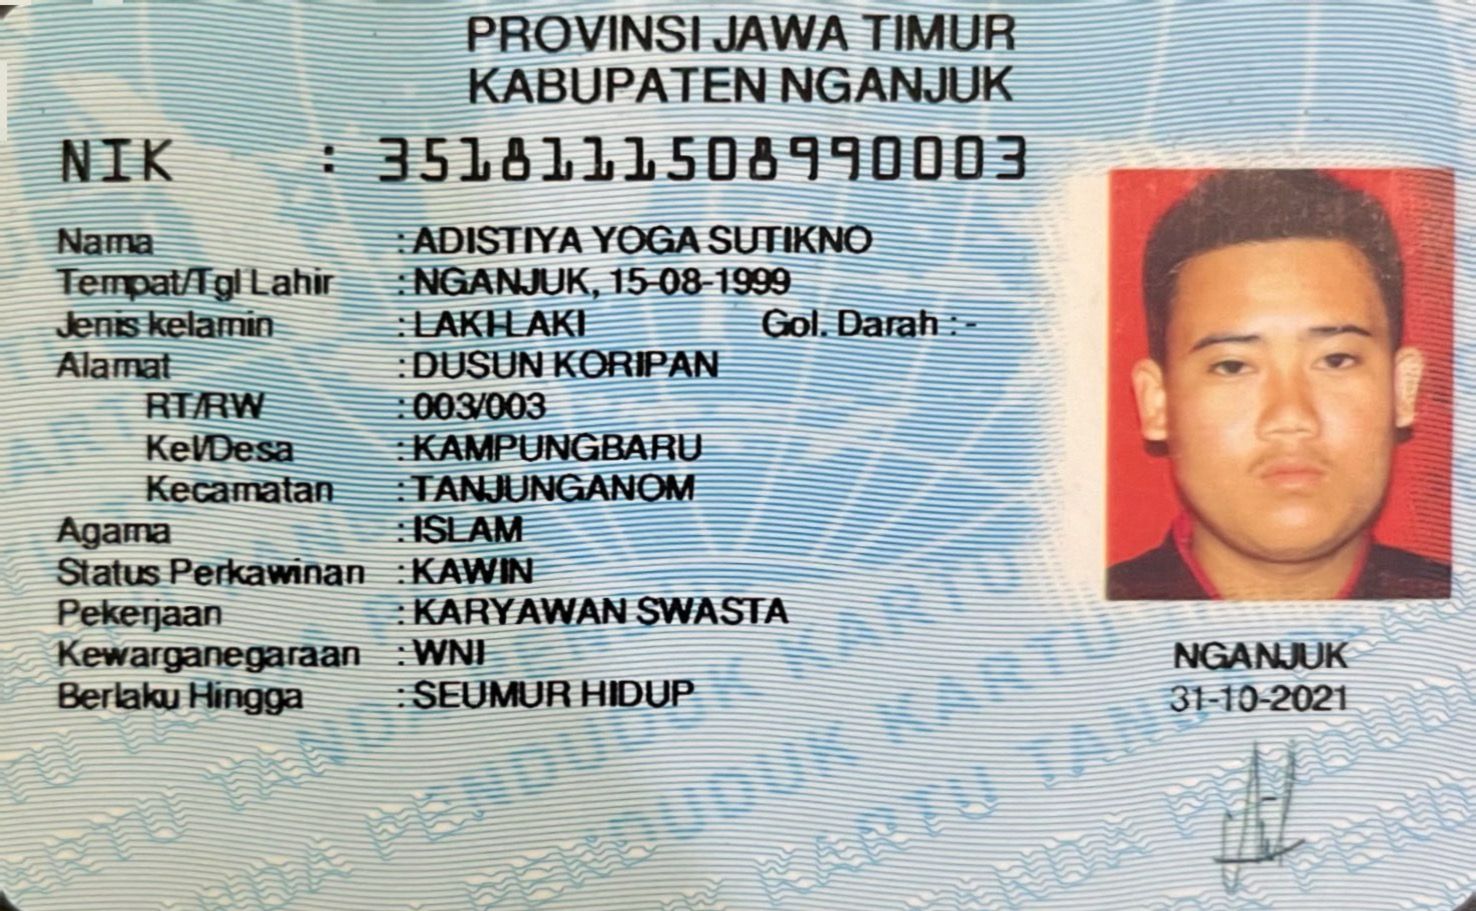 PROVINSI JAWA TIMUR
KABUPATEN NGANJUK
NIK : 3518111508990003
Nama : ADISTIYA YOGA SUTIKNO
Tempat/Tgl Lahir : NGANJUK, 15-08-1999
Jenis kelamin : LAKI-LAKI Gol. Darah : -
Alamat : DUSUN KORIPAN
RT/RW : 003/003
Kel/Desa : KAMPUNGBARU
Kecamatan : TANJUNGANOM
Agama : ISLAM
Status Perkawinan : KAWIN
Pekerjaan : KARYAWAN SWASTA
Kewarganegaraan : WNI
Berlaku Hingga : SEUMUR HIDUP
NGANJUK
31-10-2021